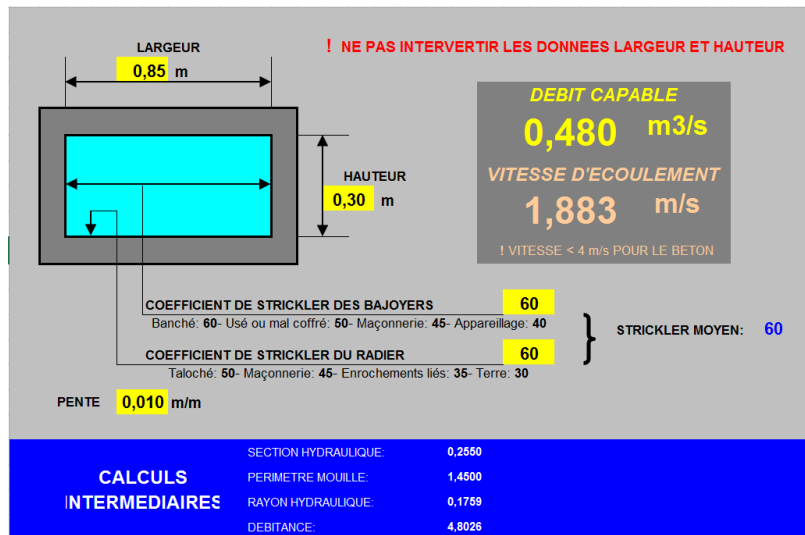 LARGEUR
! NE PAS INTERVERTIR LES DONNEES LARGEUR ET HAUTEUR
0,85 m
DEBIT CAPABLE
0,480 m3/s
HAUTEUR
0,30 m
VITESSE D'ECOULEMENT
1,883 m/s
! VITESSE < 4 m/s POUR LE BETON
COEFFICIENT DE STRICKLER DES BAJOYERS 60
Banché: 60- Usé ou mal coffré: 50- Maçonnerie: 45- Appareillage: 40
STRICKLER MOYEN: 60
COEFFICIENT DE STRICKLER DU RADIER 60
Taloché: 50- Maçonnerie: 45- Enrochements liés: 35- Terre: 30
PENTE 0,010 m/m
CALCULS
INTERMEDIAIRES
SECTION HYDRAULIQUE: 0,2550
PERIMETRE MOUILLE: 1,4500
RAYON HYDRAULIQUE: 0,1759
DEBITANCE: 4,8026